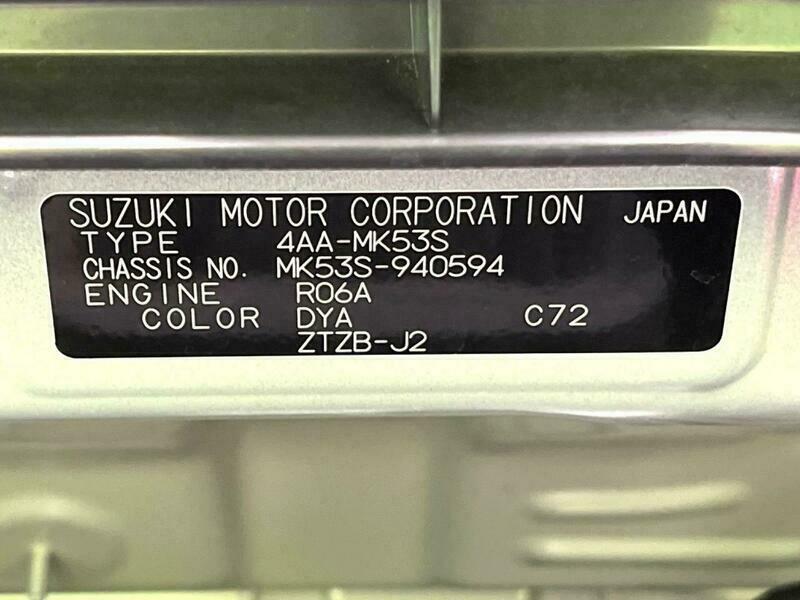 SUZUKI MOTOR CORPORATION JAPAN
TYPE 4AA-MK53S
CHASSIS NO. MK53S-940594
ENGINE R06A
COLOR DYA C72
ZTZB-J2